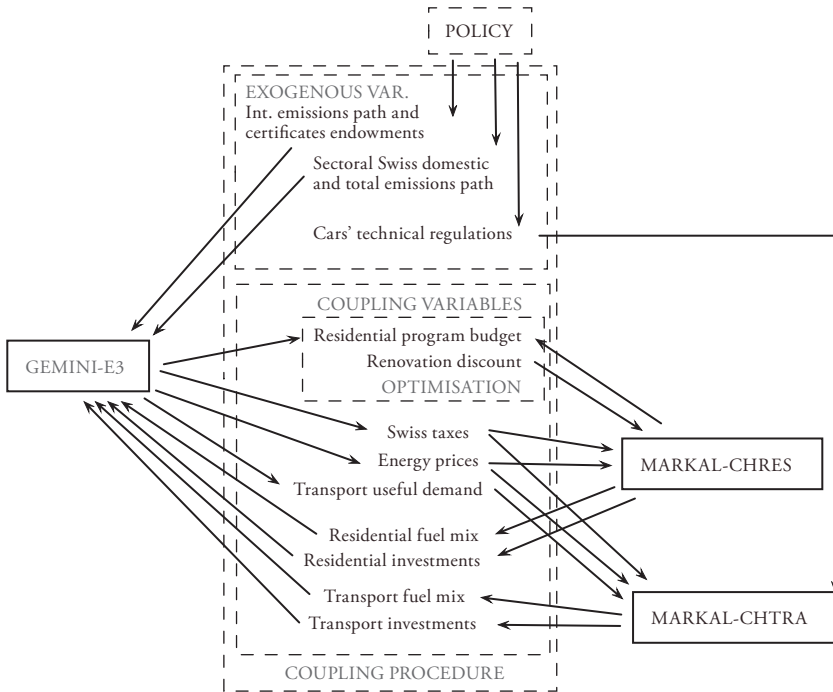 POLICY
EXOGENOUS VAR.
Int. emissions path and
certificates endowments
Sectoral Swiss domestic
and total emissions path
Cars' technical regulations
COUPLING VARIABLES
Residential program budget
Renovation discount
OPTIMISATION
GEMINI-E3
Swiss taxes
Energy prices
Transport useful demand
MARKAL-CHRES
Residential fuel mix
Residential investments
Transport fuel mix
Transport investments
MARKAL-CHTRA
COUPLING PROCEDURE